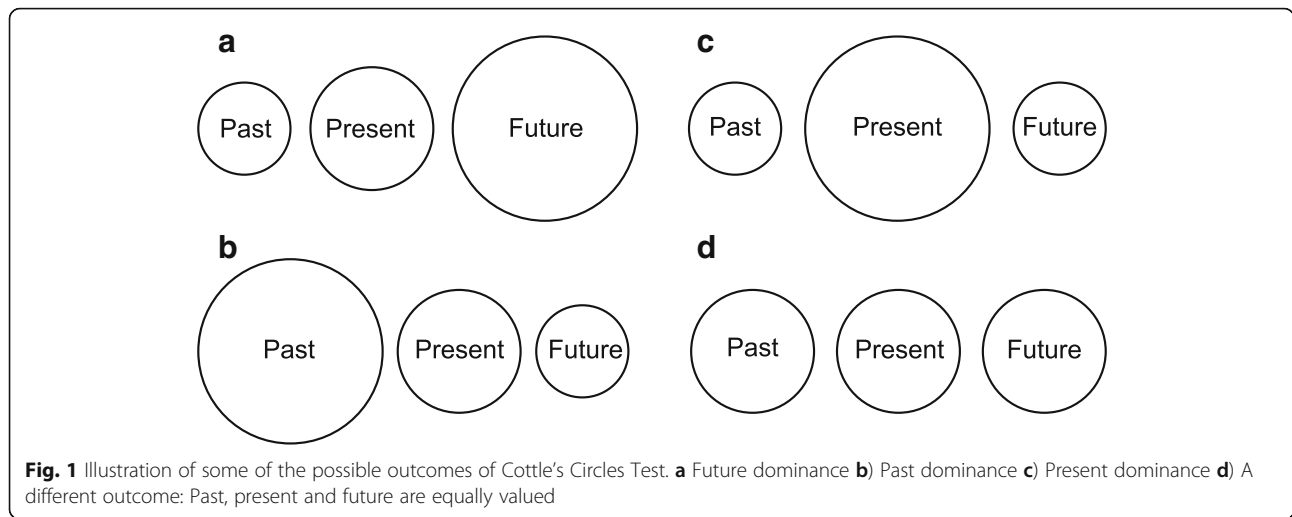 a
Past Present Future
c
Past Present Future
b
Past Present Future
d
Past Present Future
Fig. 1 Illustration of some of the possible outcomes of Cottle's Circles Test. a Future dominance b) Past dominance c) Present dominance d) A
different outcome: Past, present and future are equally valued